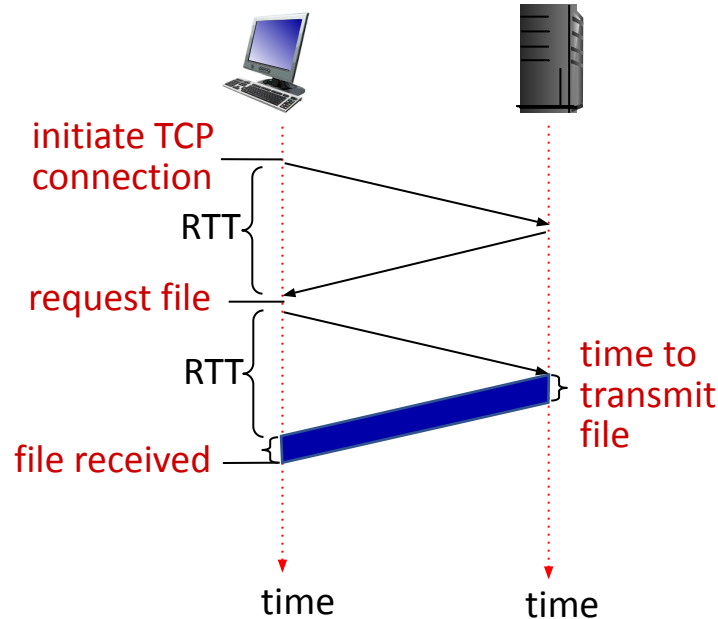 initiate TCP
connection
RTT
request file
RTT
time to
transmit
file
file received
time
time